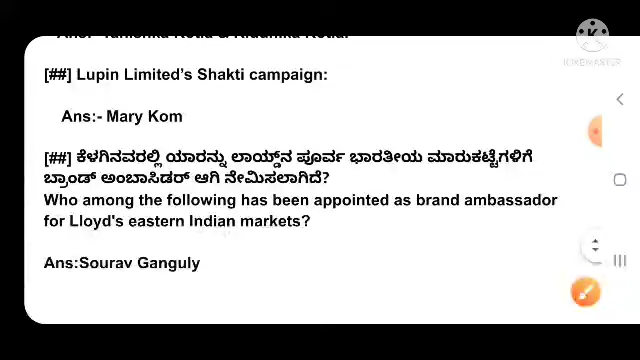 [##] Lupin Limited's Shakti campaign:
Ans:- Mary Kom
[##] ಕೆಳಗಿನವರಲ್ಲಿ ಯಾರನ್ನು ಲಾಯ್ಡ್‌ನ ಪೂರ್ವ ಭಾರತೀಯ ಮಾರುಕಟ್ಟೆಗಳಿಗೆ
ಬ್ರಾಂಡ್ ಅಂಬಾಸಿಡರ್ ಆಗಿ ನೇಮಿಸಲಾಗಿದೆ?
Who among the following has been appointed as brand ambassador
for Lloyd's eastern Indian markets?
Ans:Sourav Ganguly
KINEMASTER